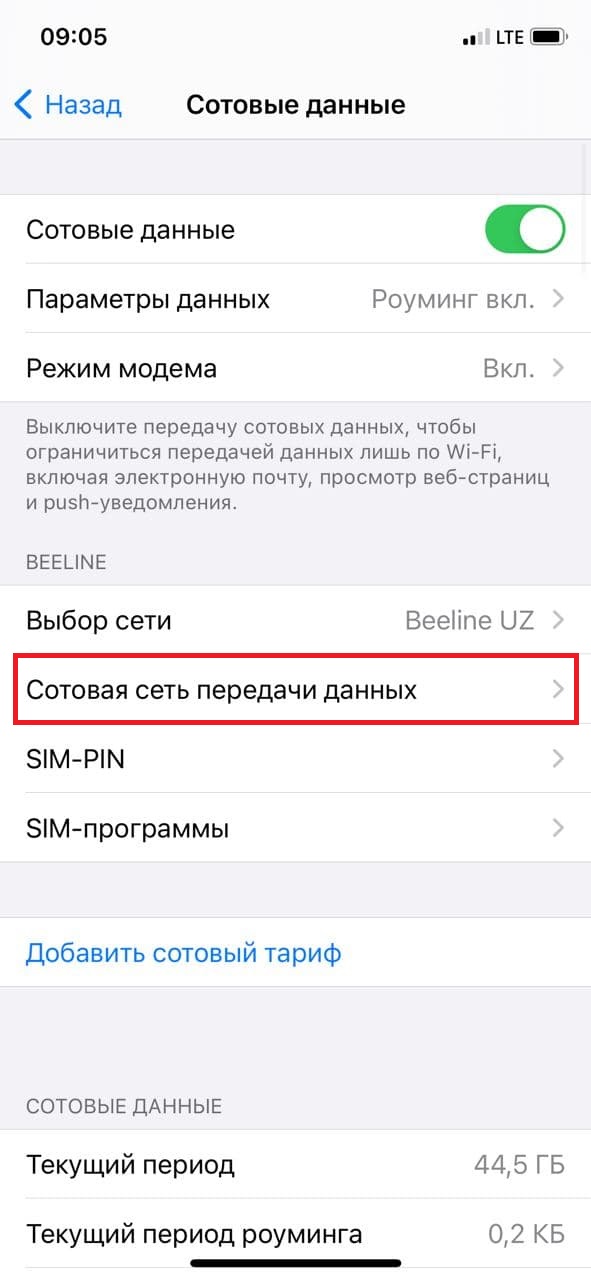 09:05 LTE
Назад Сотовые данные
Сотовые данные
Параметры данных Роуминг вкл.
Режим модема Вкл.
Выключите передачу сотовых данных, чтобы
ограничиться передачей данных лишь по Wi-Fi,
включая электронную почту, просмотр веб-страниц
и push-уведомления.
BEELINE
Выбор сети Beeline UZ
Сотовая сеть передачи данных
SIM-PIN
SIM-программы
Добавить сотовый тариф
СОТОВЫЕ ДАННЫЕ
Текущий период 44,5 ГБ
Текущий период роуминга 0,2 КБ